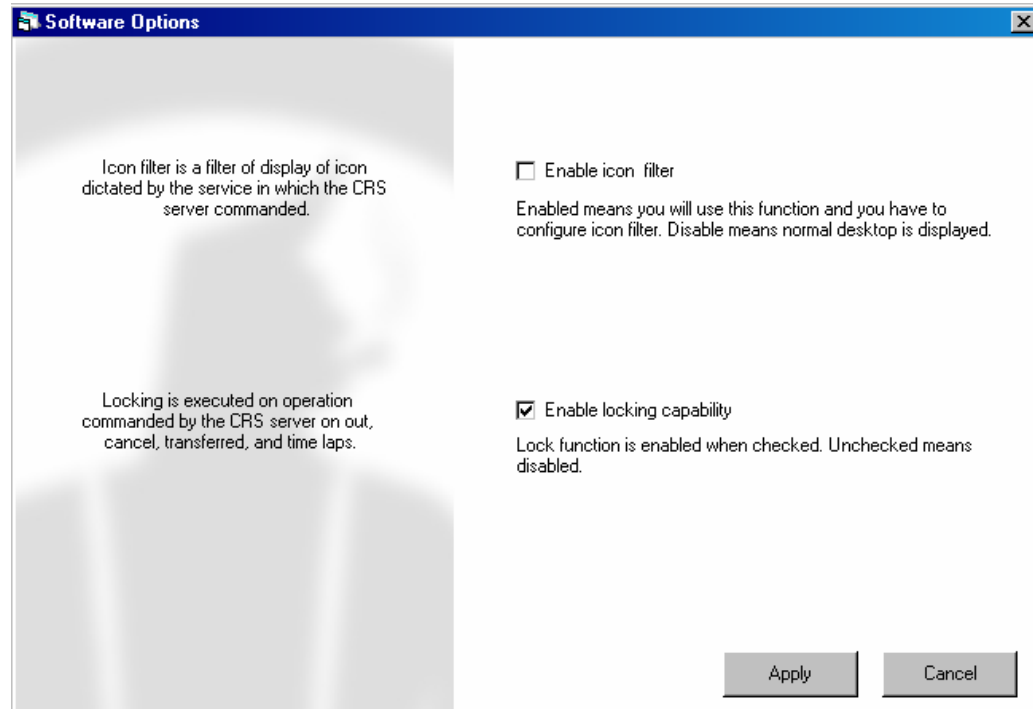 Software Options
Icon filter is a filter of display of icon
dictated by the service in which the CRS
server commanded.
Enable icon  filter
Enabled means you will use this function and you have to
configure icon filter. Disable means normal desktop is displayed.
Locking is executed on operation
commanded by the CRS server on out,
cancel, transferred, and time laps.
Enable locking capability
Lock function is enabled when checked. Unchecked means
disabled.
Apply
Cancel